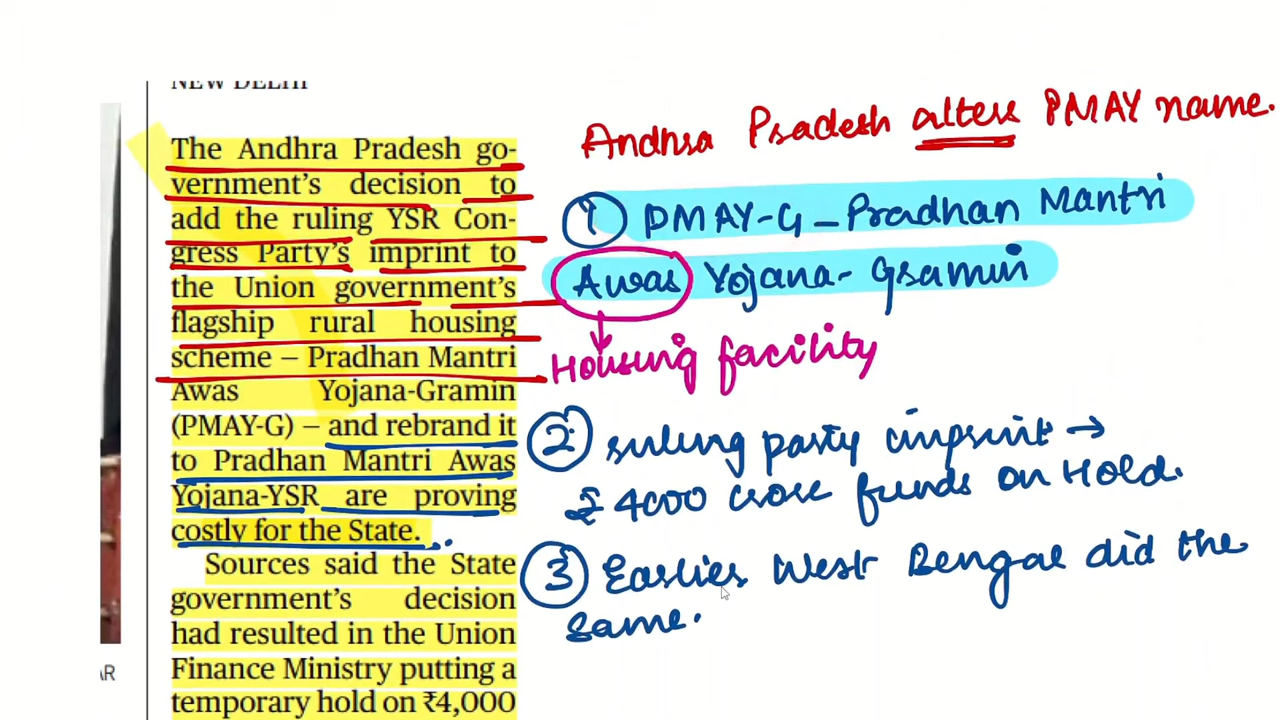 NEW DELHI
The Andhra Pradesh go-
vernment's decision to
add the ruling YSR Con-
gress Party's imprint to
the Union government's
flagship rural housing
scheme – Pradhan Mantri
Awas Yojana-Gramin
(PMAY-G) – and rebrand it
to Pradhan Mantri Awas
Yojana-YSR are proving
costly for the State.
Sources said the State
government's decision
had resulted in the Union
Finance Ministry putting a
temporary hold on ₹4,000
AR
Andhra Pradesh alters PMAY name.
1 PMAY-G – Pradhan Mantri
Awas Yojana - Gramin
Housing facility
2 ruling party imprint →
₹ 4000 crore funds on Hold.
3 Earlier West Bengal did the
same.